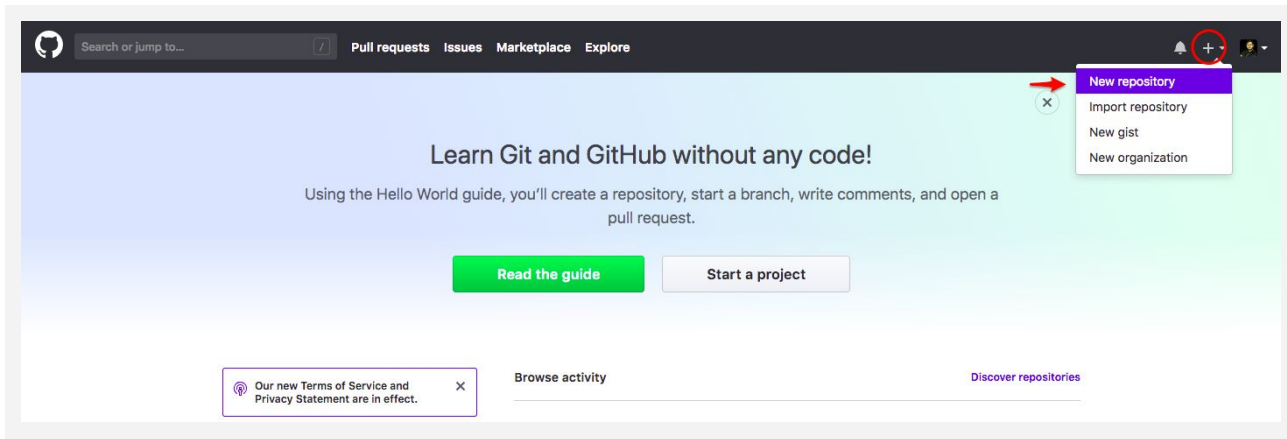 Search or jump to...
/
Pull requests Issues Marketplace Explore
New repository
Import repository
New gist
New organization
Learn Git and GitHub without any code!
Using the Hello World guide, you'll create a repository, start a branch, write comments, and open a
pull request.
Read the guide
Start a project
Our new Terms of Service and
Privacy Statement are in effect.
Browse activity
Discover repositories